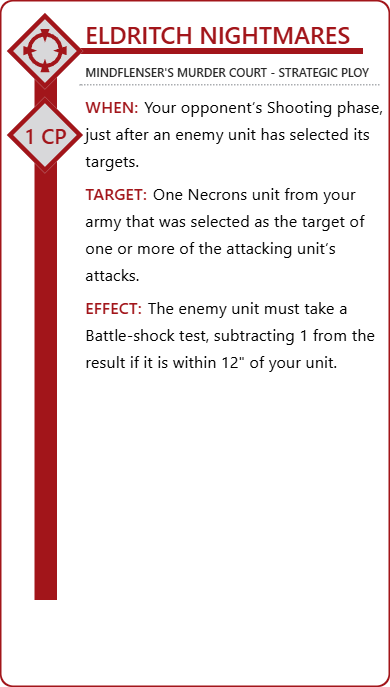 ELDRITCH NIGHTMARES
MINDFLENSER'S MURDER COURT - STRATEGIC PLOY
1 CP
WHEN: Your opponent's Shooting phase,
just after an enemy unit has selected its
targets.
TARGET: One Necrons unit from your
army that was selected as the target of
one or more of the attacking unit's
attacks.
EFFECT: The enemy unit must take a
Battle-shock test, subtracting 1 from the
result if it is within 12" of your unit.